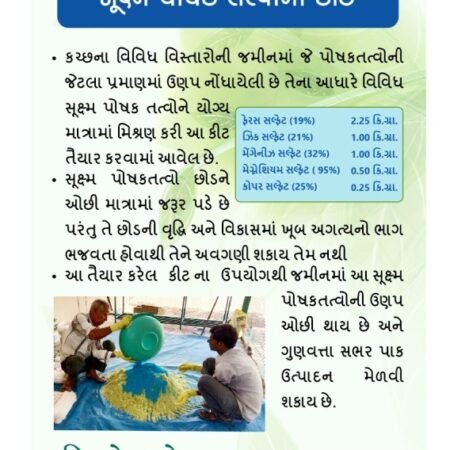 • કચ્છના વિવિધ વિસ્તારોની જમીનમાં જે પોષકતત્વોની
જેટલા પ્રમાણમાં ઉણપ નોંધાયેલી છે તેના આધારે વિવિધ
સૂક્ષ્મ પોષક તત્વોને યોગ્ય
માત્રામાં મિશ્રણ કરી આ કીટ
તૈયાર કરવામાં આવેલ છે.
ફેરસ સલ્ફેટ (19%) 2.25 કિ.ગ્રા.
ઝિંક સલ્ફેટ (21%) 1.00 કિ.ગ્રા.
મેંગેનીઝ સલ્ફેટ (32%) 1.00 કિ.ગ્રા.
મેગ્નેશિયમ સલ્ફેટ ( 95%) 0.50 કિ.ગ્રા.
કોપર સલ્ફેટ (25%) 0.25 કિ.ગ્રા.
• સૂક્ષ્મ પોષકતત્વો છોડને
ઓછી માત્રામાં જરૂર પડે છે
પરંતુ તે છોડની વૃદ્ધિ અને વિકાસમાં ખૂબ અગત્યનો ભાગ
ભજવતા હોવાથી તેને અવગણી શકાય તેમ નથી
• આ તૈયાર કરેલ કીટ ના ઉપયોગથી જમીનમાં આ સૂક્ષ્મ
પોષકતત્વોની ઉણપ
ઓછી થાય છે અને
ગુણવત્તા સભર પાક
ઉત્પાદન મેળવી
શકાય છે.